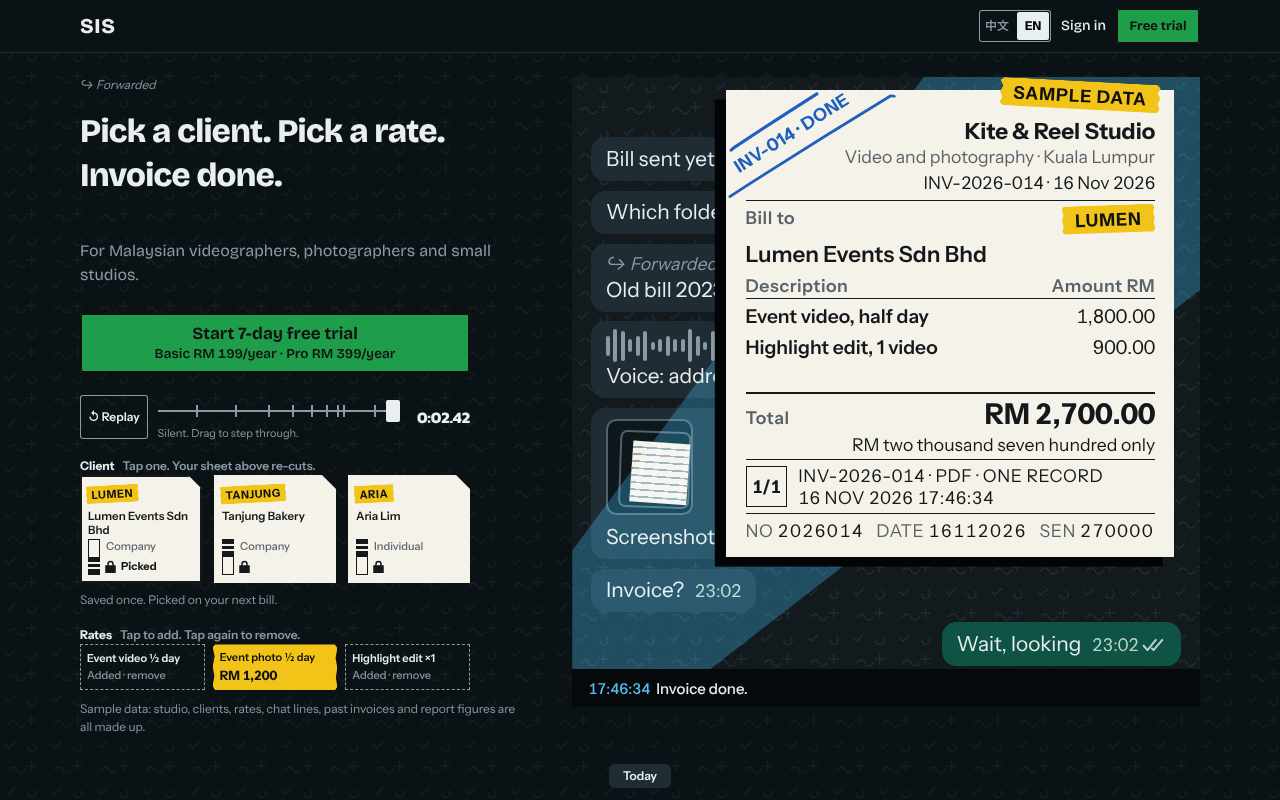 SIS
中文 EN Sign in Free trial
↪ Forwarded
Pick a client. Pick a rate.
Invoice done.
For Malaysian videographers, photographers and small
studios.
Start 7-day free trial
Basic RM 199/year · Pro RM 399/year
Replay
0:02.42
Silent. Drag to step through.
Client Tap one. Your sheet above re-cuts.
LUMEN
Lumen Events Sdn
Bhd
Company
Picked
TANJUNG
Tanjung Bakery
Company
ARIA
Aria Lim
Individual
Saved once. Picked on your next bill.
Rates Tap to add. Tap again to remove.
Event video ½ day
Added · remove
Event photo ½ day
RM 1,200
Highlight edit ×1
Added · remove
Sample data: studio, clients, rates, chat lines, past invoices and report figures are
all made up.
Bill sent yet
Which folde
↪ Forwarded
Old bill 202
Voice: addr
Screenshot
Invoice? 23:02
Wait, looking 23:02
SAMPLE DATA
INV-014 · DONE
Kite & Reel Studio
Video and photography · Kuala Lumpur
INV-2026-014 · 16 Nov 2026
Bill to
LUMEN
Lumen Events Sdn Bhd
Description Amount RM
Event video, half day 1,800.00
Highlight edit, 1 video 900.00
Total RM 2,700.00
RM two thousand seven hundred only
1/1
INV-2026-014 · PDF · ONE RECORD
16 NOV 2026 17:46:34
NO 2026014 DATE 16112026 SEN 270000
17:46:34 Invoice done.
Today